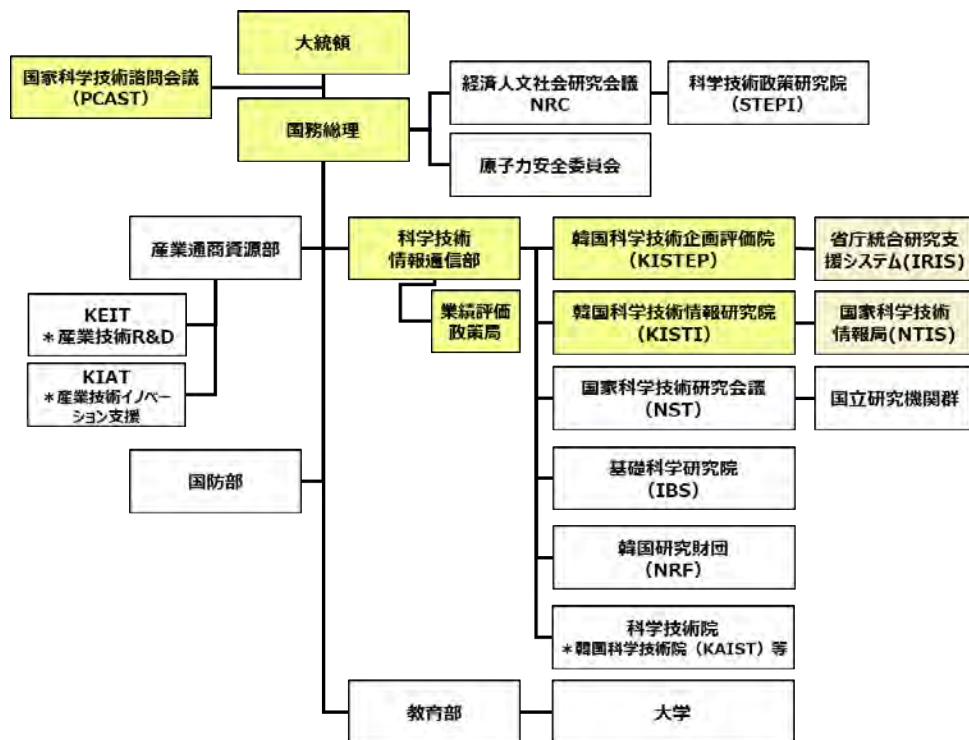 大統領
国家科学技術諮問会議
（PCAST）
国務総理
経済人文社会研究会議
NRC
科学技術政策研究院
（STEPI）
原子力安全委員会
産業通商資源部
科学技術
情報通信部
韓国科学技術企画評価院
（KISTEP）
省庁統合研究支
援システム(IRIS)
KEIT
＊産業技術R&D
業績評価
政策局
韓国科学技術情報研究院
（KISTI）
国家科学技術
情報局(NTIS)
KIAT
＊産業技術イノベー
ション支援
国家科学技術研究会議
（NST）
国立研究機関群
国防部
基礎科学研究院
（IBS）
韓国研究財団
（NRF）
科学技術院
＊韓国科学技術院（KAIST）等
教育部
大学